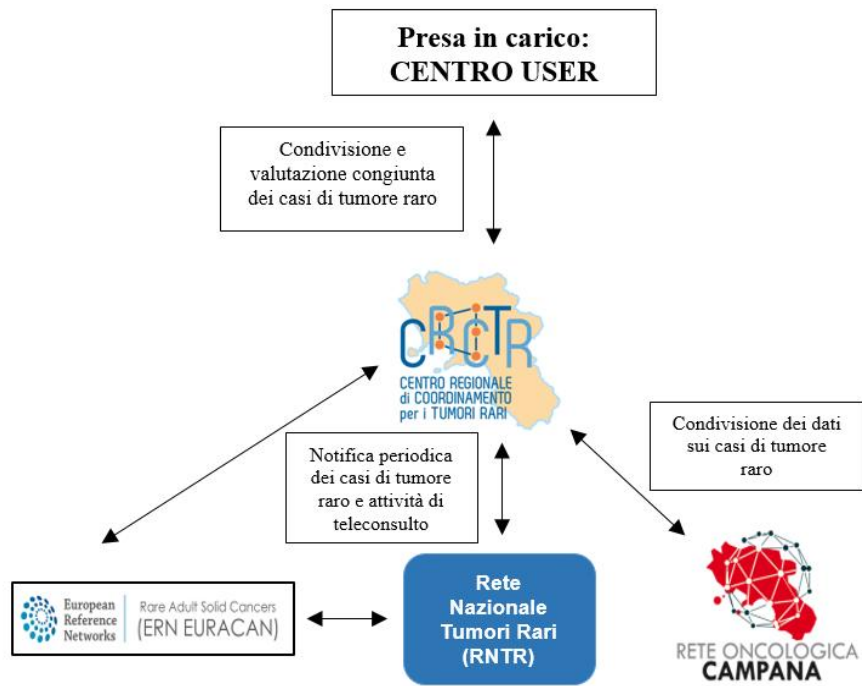 Presa in carico:
CENTRO USER
Condivisione e
valutazione congiunta
dei casi di tumore raro
CRCTR
CENTRO REGIONALE
di COORDINAMENTO
per i TUMORI RARI
Condivisione dei dati
sui casi di tumore
raro
Notifica periodica
dei casi di tumore
raro e attività di
teleconsulto
European
Reference
Networks
Rare Adult Solid Cancers
(ERN EURACAN)
Rete
Nazionale
Tumori Rari
(RNTR)
RETE ONCOLOGICA
CAMPANA